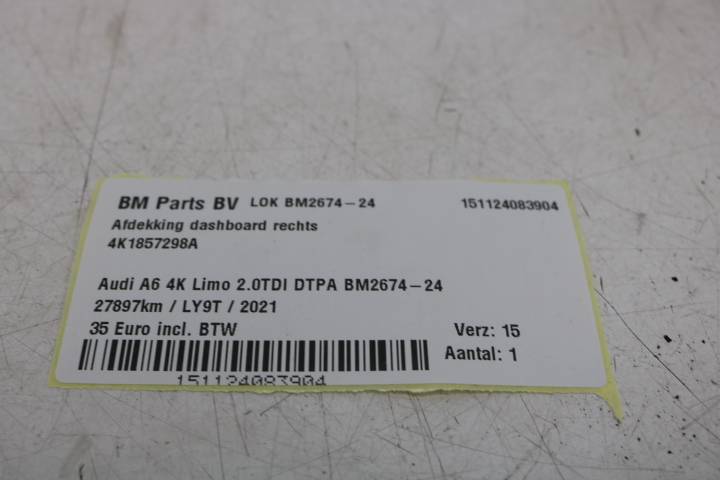 BM Parts BV LOK BM2674-24 151124083904
Afdekking dashboard rechts
4K1857298A
Audi A6 4K Limo 2.0TDI DTPA BM2674-24
27897km / LY9T / 2021
35 Euro incl. BTW Verz: 15
Aantal: 1
151124083904